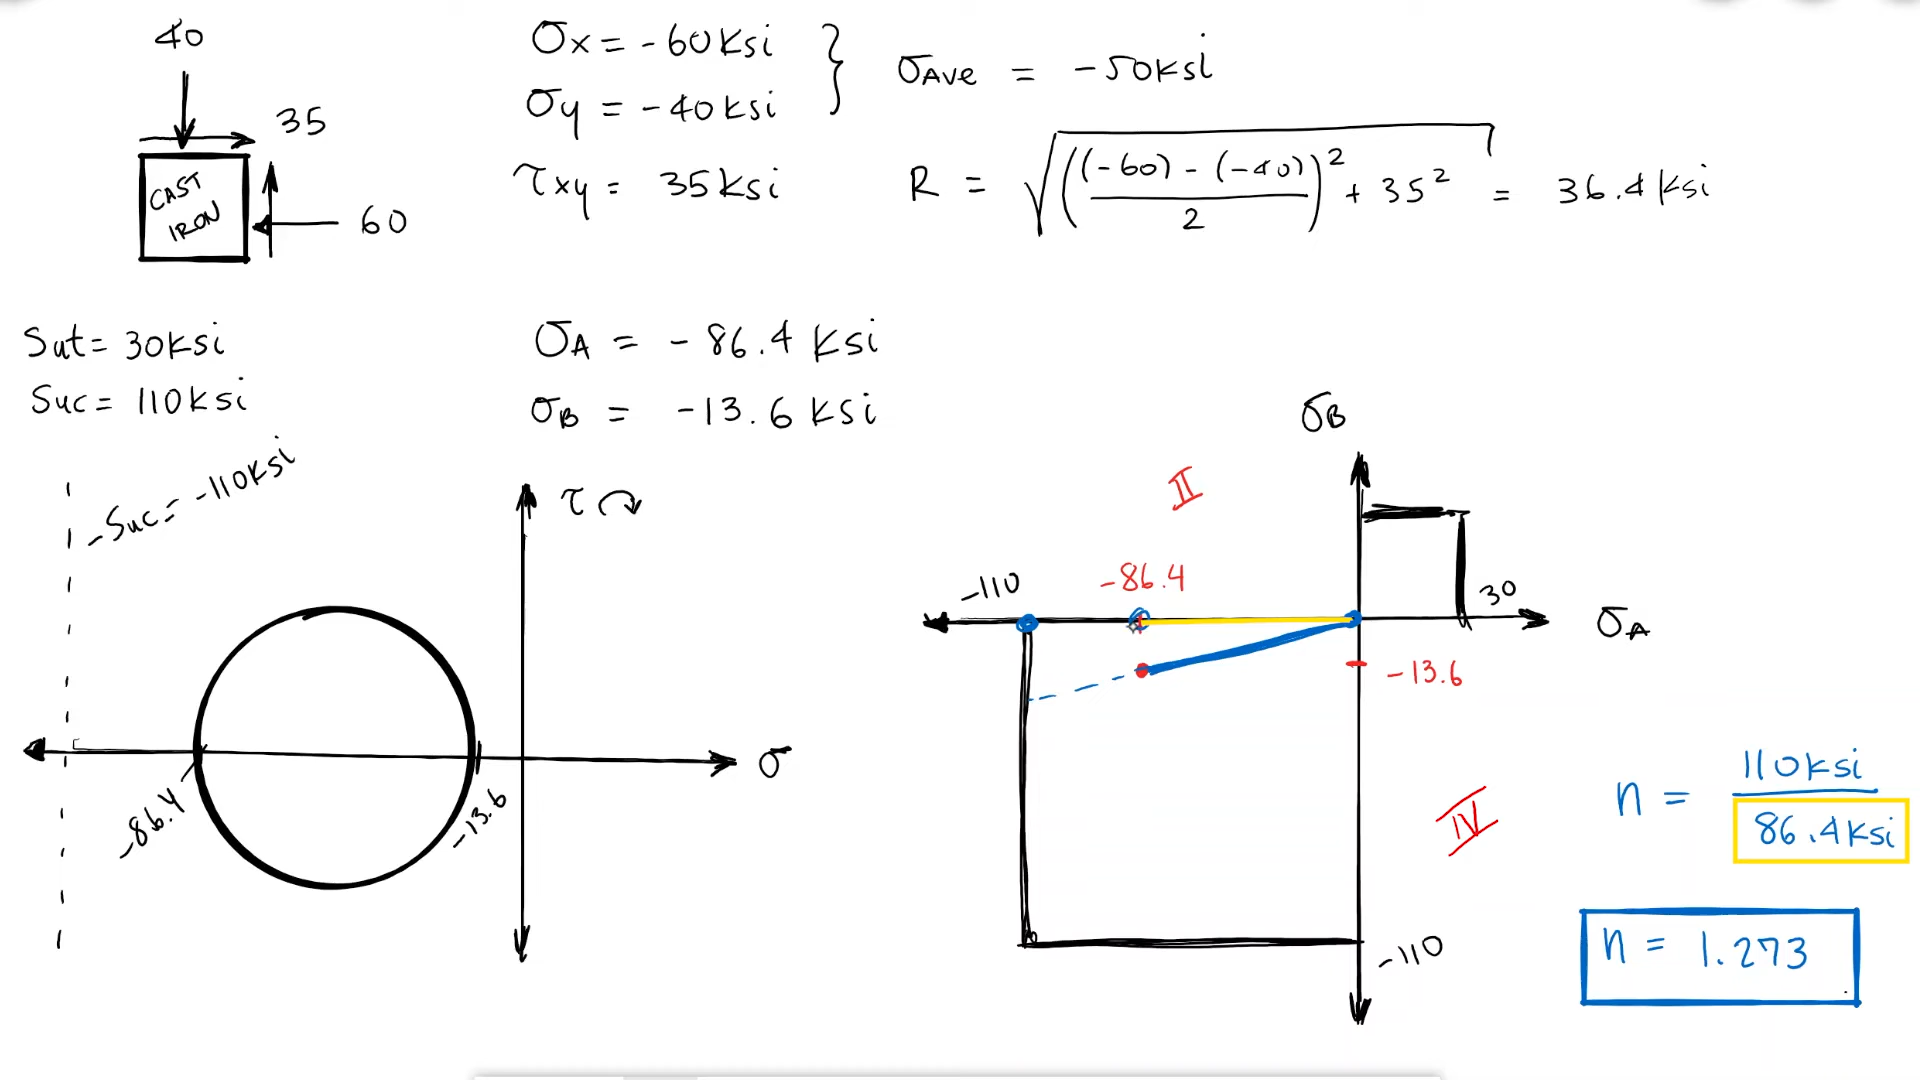 40
35
CAST
IRON
60
σx = -60ksi
σy = -40ksi
τxy = 35ksi
σAve = -50ksi
R = √(((-60) - (-40))/2)² + 35² = 36.4 ksi
Sut = 30ksi
Suc = 110ksi
σA = -86.4 ksi
σB = -13.6 ksi
-Suc = -110ksi
τ
σ
-86.4
-13.6
σB
II
-110
-86.4
30
σA
-13.6
IV
-110
n = 110ksi / 86.4ksi
n = 1.273